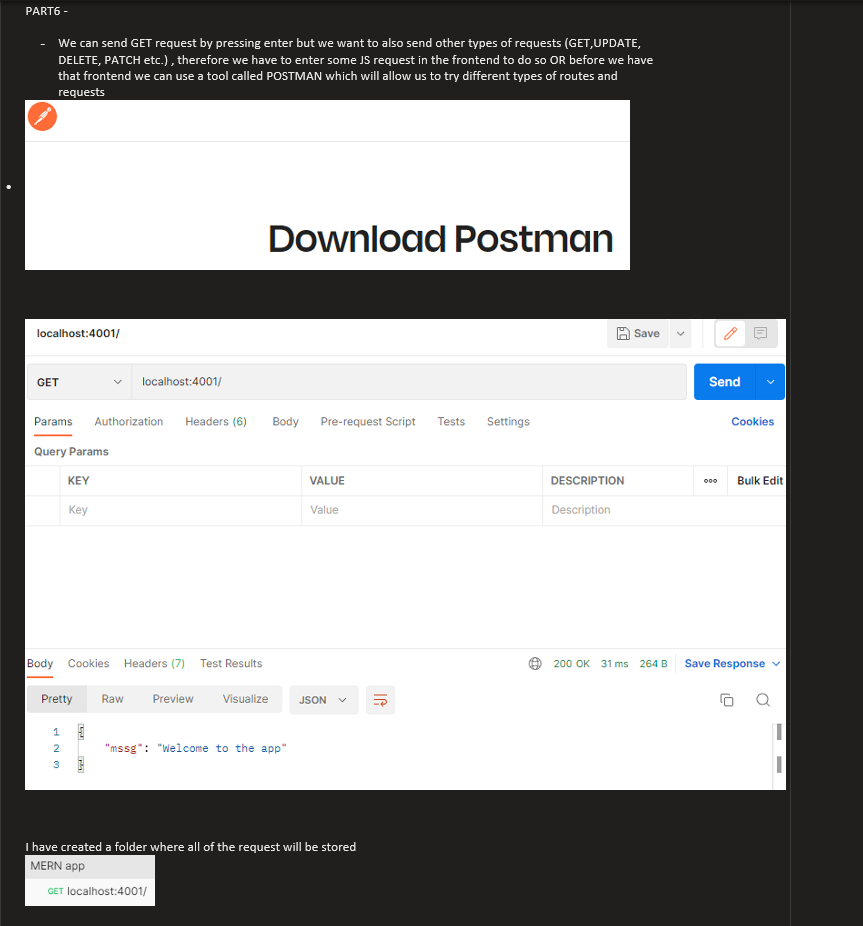 PART6 -
- We can send GET request by pressing enter but we want to also send other types of requests (GET,UPDATE,
DELETE, PATCH etc.) , therefore we have to enter some JS request in the frontend to do so OR before we have
that frontend we can use a tool called POSTMAN which will allow us to try different types of routes and
requests
Download Postman
localhost:4001/ Save
GET localhost:4001/ Send
Params Authorization Headers (6) Body Pre-request Script Tests Settings Cookies
Query Params
KEY VALUE DESCRIPTION ooo Bulk Edit
Key Value Description
Body Cookies Headers (7) Test Results 200 OK 31 ms 264 B Save Response
Pretty Raw Preview Visualize JSON
1 {
2 "mssg": "Welcome to the app"
3 }
I have created a folder where all of the request will be stored
MERN app
GET localhost:4001/